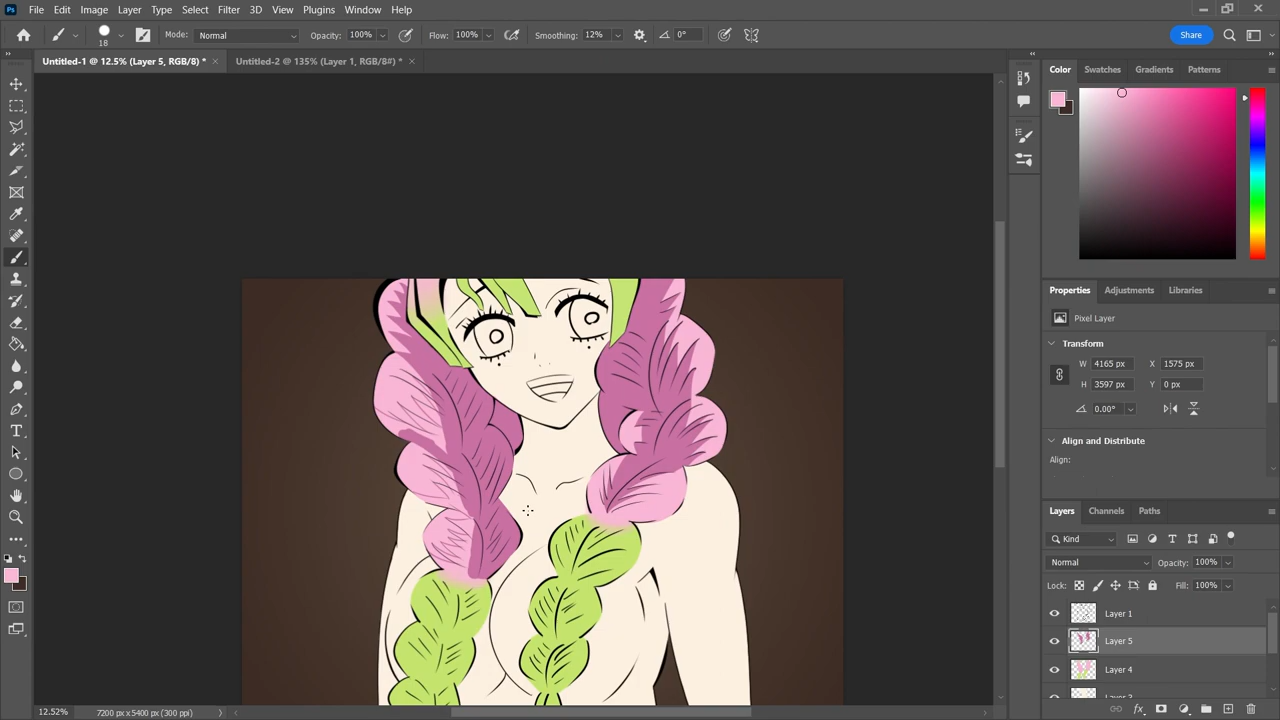 Ps File Edit Image Layer Type Select Filter 3D View Plugins Window Help
18 Mode: Normal Opacity: 100% Flow: 100% Smoothing: 12% 0° Share
Untitled-1 @ 12.5% (Layer 5, RGB/8) * × Untitled-2 @ 135% (Layer 1, RGB/8#) * ×
Color Swatches Gradients Patterns
Properties Adjustments Libraries
Pixel Layer
Transform
W 4165 px X 1575 px
H 3597 px Y 0 px
0.00°
Align and Distribute
Align:
Layers Channels Paths
Kind
Normal Opacity: 100%
Lock: Fill: 100%
Layer 1
Layer 5
Layer 4
12.52% 7200 px x 5400 px (300 ppi)
fx